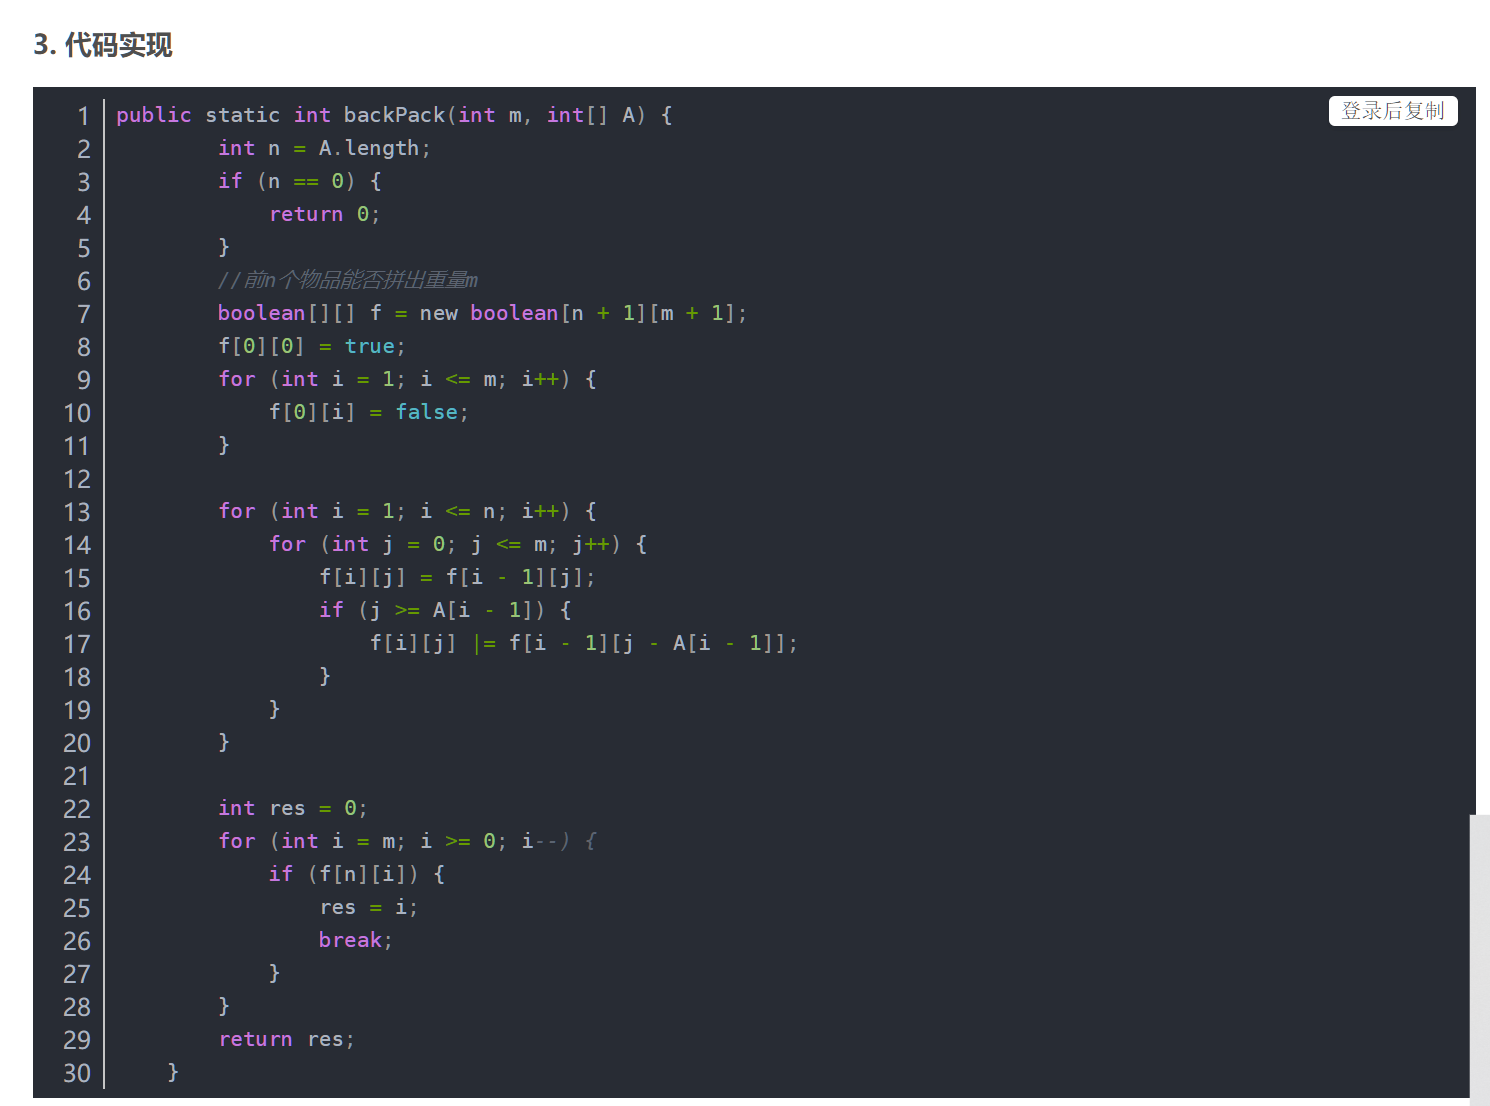 3. 代码实现
登录后复制
1 public static int backPack(int m, int[] A) {
2         int n = A.length;
3         if (n == 0) {
4             return 0;
5         }
6         //前n个物品能否拼出重量m
7         boolean[][] f = new boolean[n + 1][m + 1];
8         f[0][0] = true;
9         for (int i = 1; i <= m; i++) {
10             f[0][i] = false;
11         }
12
13         for (int i = 1; i <= n; i++) {
14             for (int j = 0; j <= m; j++) {
15                 f[i][j] = f[i - 1][j];
16                 if (j >= A[i - 1]) {
17                     f[i][j] |= f[i - 1][j - A[i - 1]];
18                 }
19             }
20         }
21
22         int res = 0;
23         for (int i = m; i >= 0; i--) {
24             if (f[n][i]) {
25                 res = i;
26                 break;
27             }
28         }
29         return res;
30     }